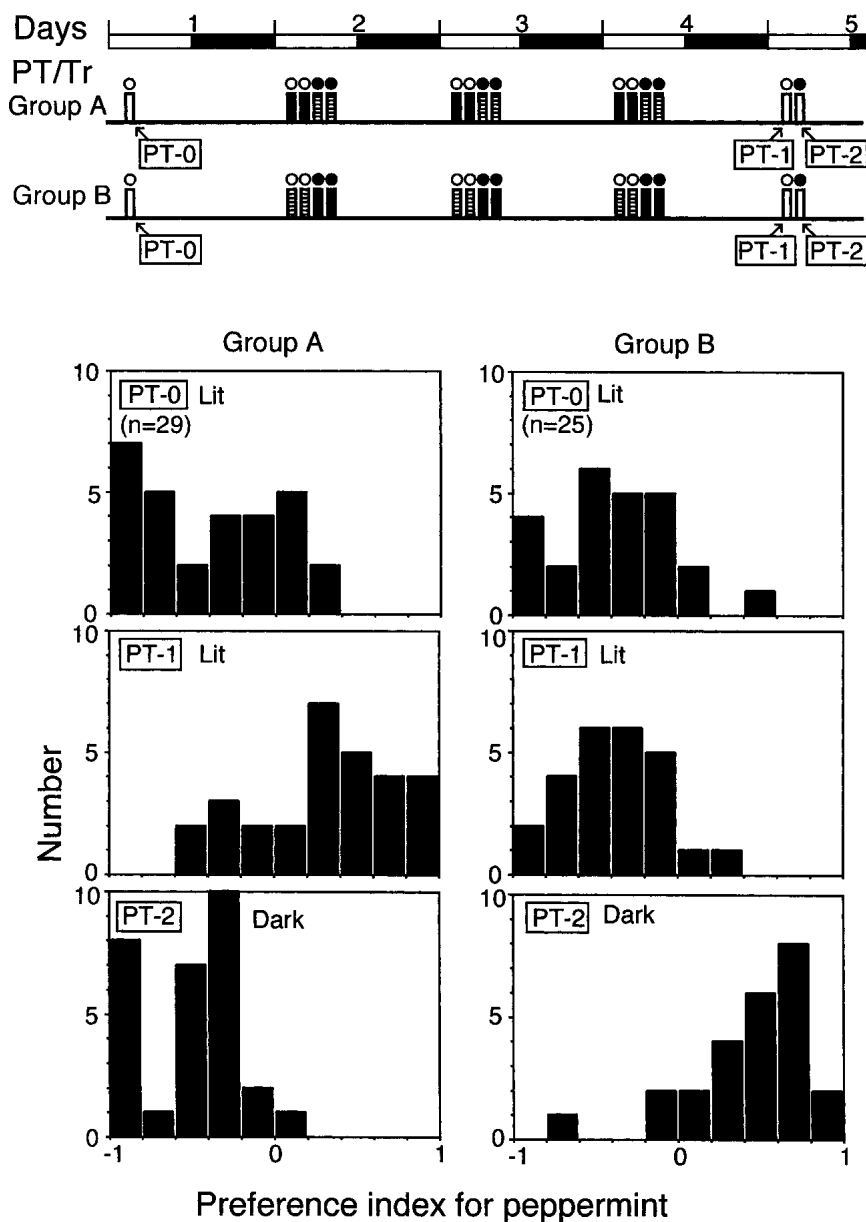 Days 1 2 3 4 5
PT/Tr
Group A
PT-0 PT-1 PT-2
Group B
PT-0 PT-1 PT-2
Group A Group B
10 PT-0 Lit 10 PT-0 Lit
(n=29) (n=25)
5 5
0 0
10 PT-1 Lit 10 PT-1 Lit
5 5
Number
0 0
10 PT-2 Dark 10 PT-2 Dark
5 5
0 0
-1 0 1 -1 0 1
Preference index for peppermint